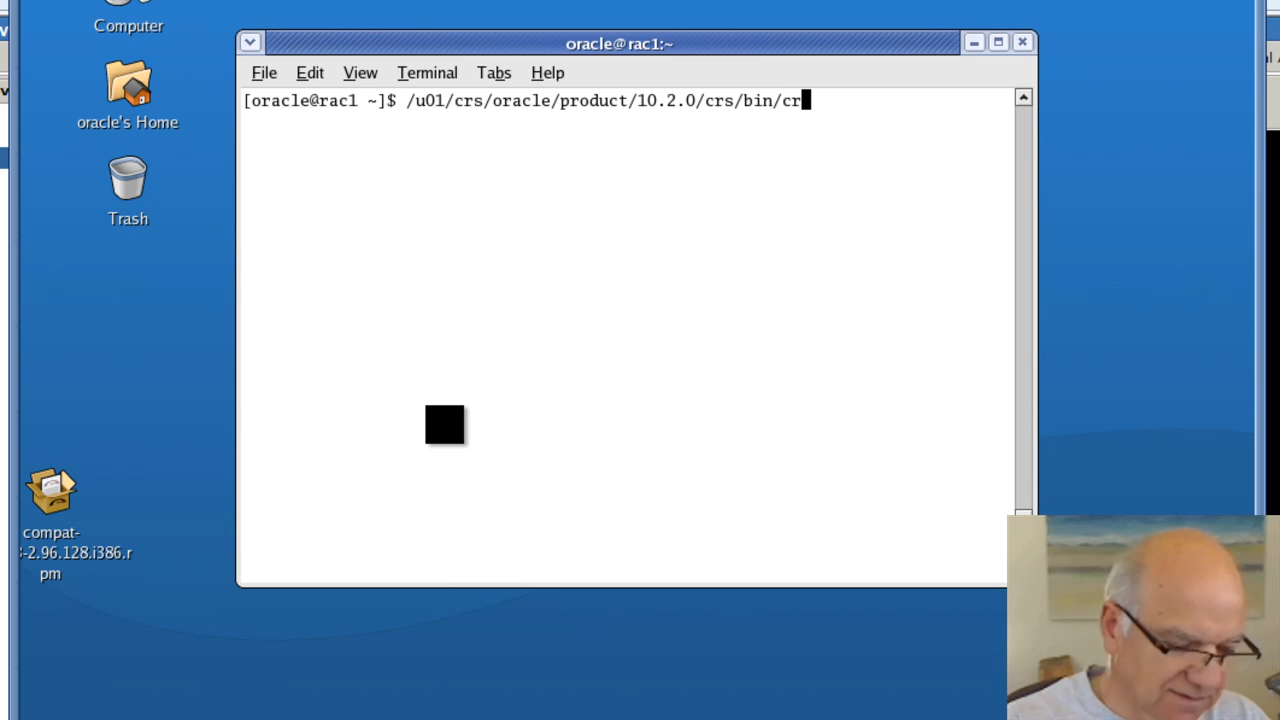 Computer
oracle's Home
Trash
compat-
-2.96.128.i386.r
pm
oracle@rac1:~
File Edit View Terminal Tabs Help
[oracle@rac1 ~]$ /u01/crs/oracle/product/10.2.0/crs/bin/cr